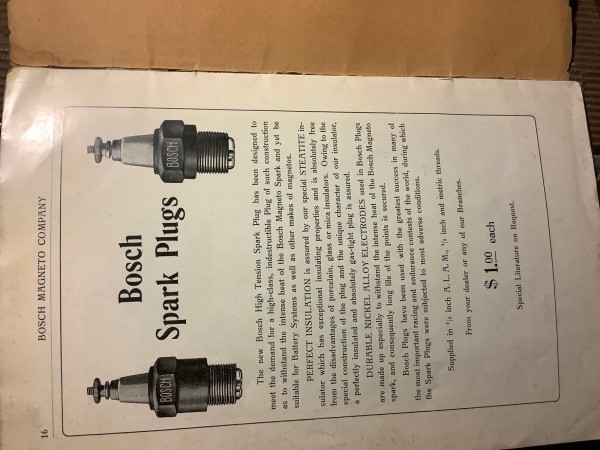 16
BOSCH MAGNETO COMPANY
Bosch
Spark Plugs
BOSCH
BOSCH
The new Bosch High Tension Spark Plug has been designed to
meet the demand for a high-class, indestructible Plug of such construction
as to withstand the intense heat of the Bosch Magneto Spark and yet be
suitable for Battery Systems as well as other makes of magnetos.
PERFECT INSULATION is assured by our special STEATITE in-
sulator which has exceptional insulating properties and is absolutely free
from the disadvantages of porcelain, glass or mica insulators. Owing to the
special construction of the plug and the unique character of our insulator,
a perfectly insulated and absolutely gas-tight plug is assured.
DURABLE NICKEL ALLOY ELECTRODES used in Bosch Plugs
are made up especially to withstand the intense heat of the Bosch Magneto
spark, and consequently long life of the points is secured.
Bosch Plugs have been used with the greatest success in many of
the most important racing and endurance contests of the world, during which
the Spark Plugs were subjected to most adverse conditions.
Supplied in 7/8 inch A. L. A. M., 1/2 inch and metric threads.
From your dealer or any of our Branches.
$ 1.00 each
Special Literature on Request.